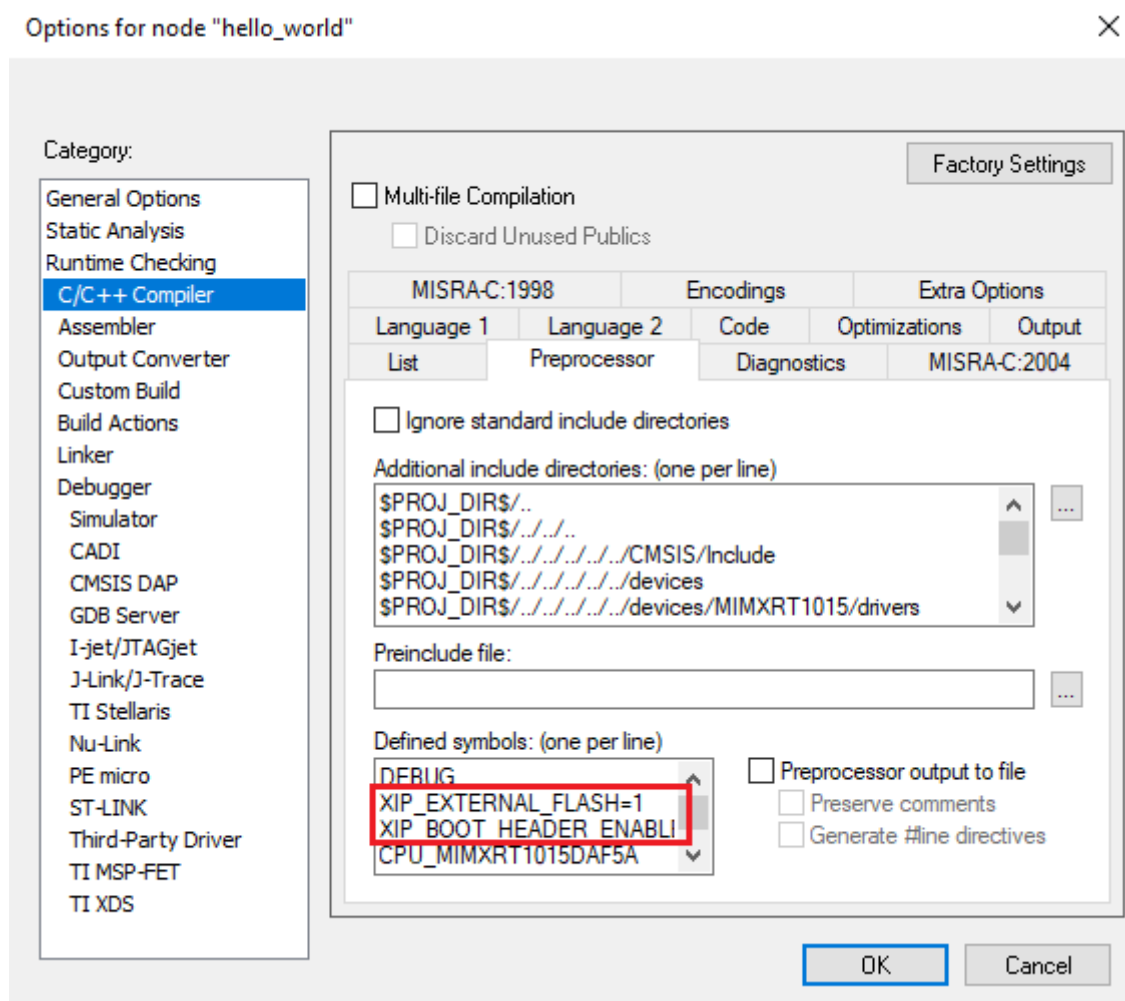 Options for node "hello_world"
Category:
General Options
Static Analysis
Runtime Checking
C/C++ Compiler
Assembler
Output Converter
Custom Build
Build Actions
Linker
Debugger
Simulator
CADI
CMSIS DAP
GDB Server
I-jet/JTAGjet
J-Link/J-Trace
TI Stellaris
Nu-Link
PE micro
ST-LINK
Third-Party Driver
TI MSP-FET
TI XDS
Factory Settings
Multi-file Compilation
Discard Unused Publics
MISRA-C:1998 Encodings Extra Options
Language 1 Language 2 Code Optimizations Output
List Preprocessor Diagnostics MISRA-C:2004
Ignore standard include directories
Additional include directories: (one per line)
$PROJ_DIR$/..
$PROJ_DIR$/../../..
$PROJ_DIR$/../../../../../CMSIS/Include
$PROJ_DIR$/../../../../../devices
$PROJ_DIR$/../../../../../devices/MIMXRT1015/drivers
...
Preinclude file:
...
Defined symbols: (one per line)
DEBUG
XIP_EXTERNAL_FLASH=1
XIP_BOOT_HEADER_ENABLI
CPU_MIMXRT1015DAF5A
Preprocessor output to file
Preserve comments
Generate #line directives
OK Cancel